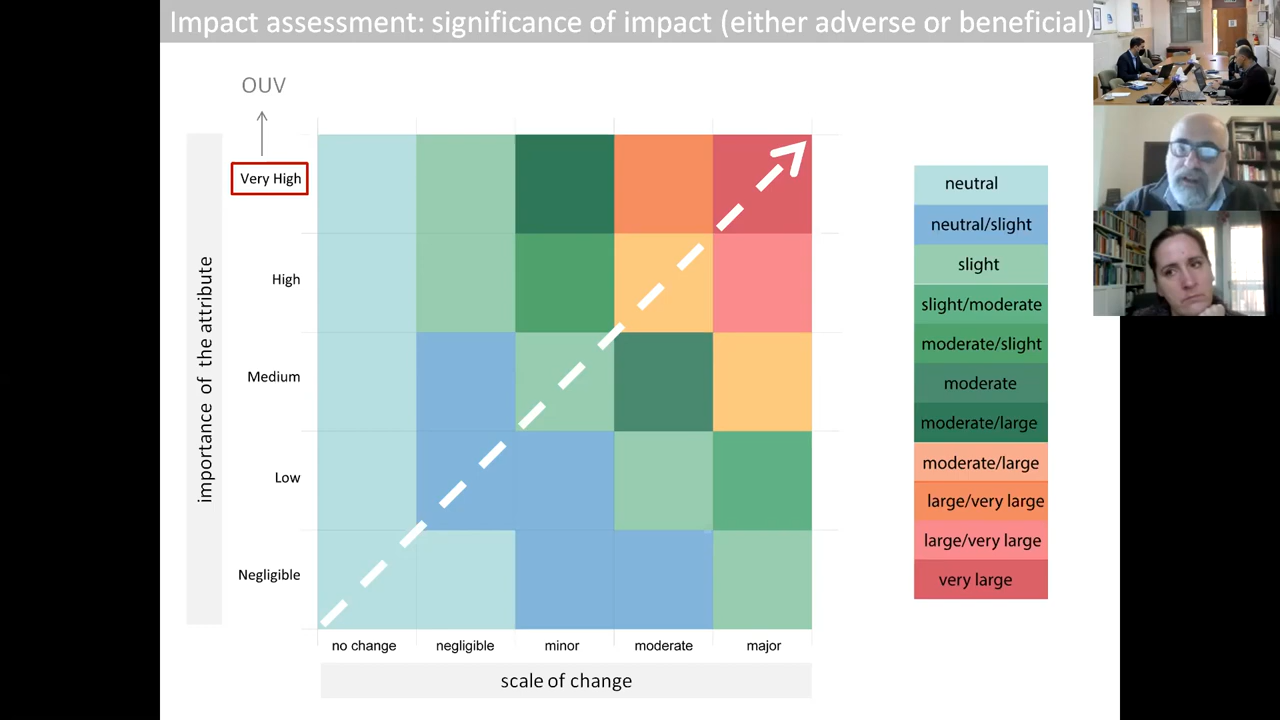 Impact assessment: significance of impact (either adverse or beneficial)
OUV
Very High
High
Medium
Low
Negligible
importance of the attribute
no change
negligible
minor
moderate
major
scale of change
neutral
neutral/slight
slight
slight/moderate
moderate/slight
moderate
moderate/large
moderate/large
large/very large
large/very large
very large